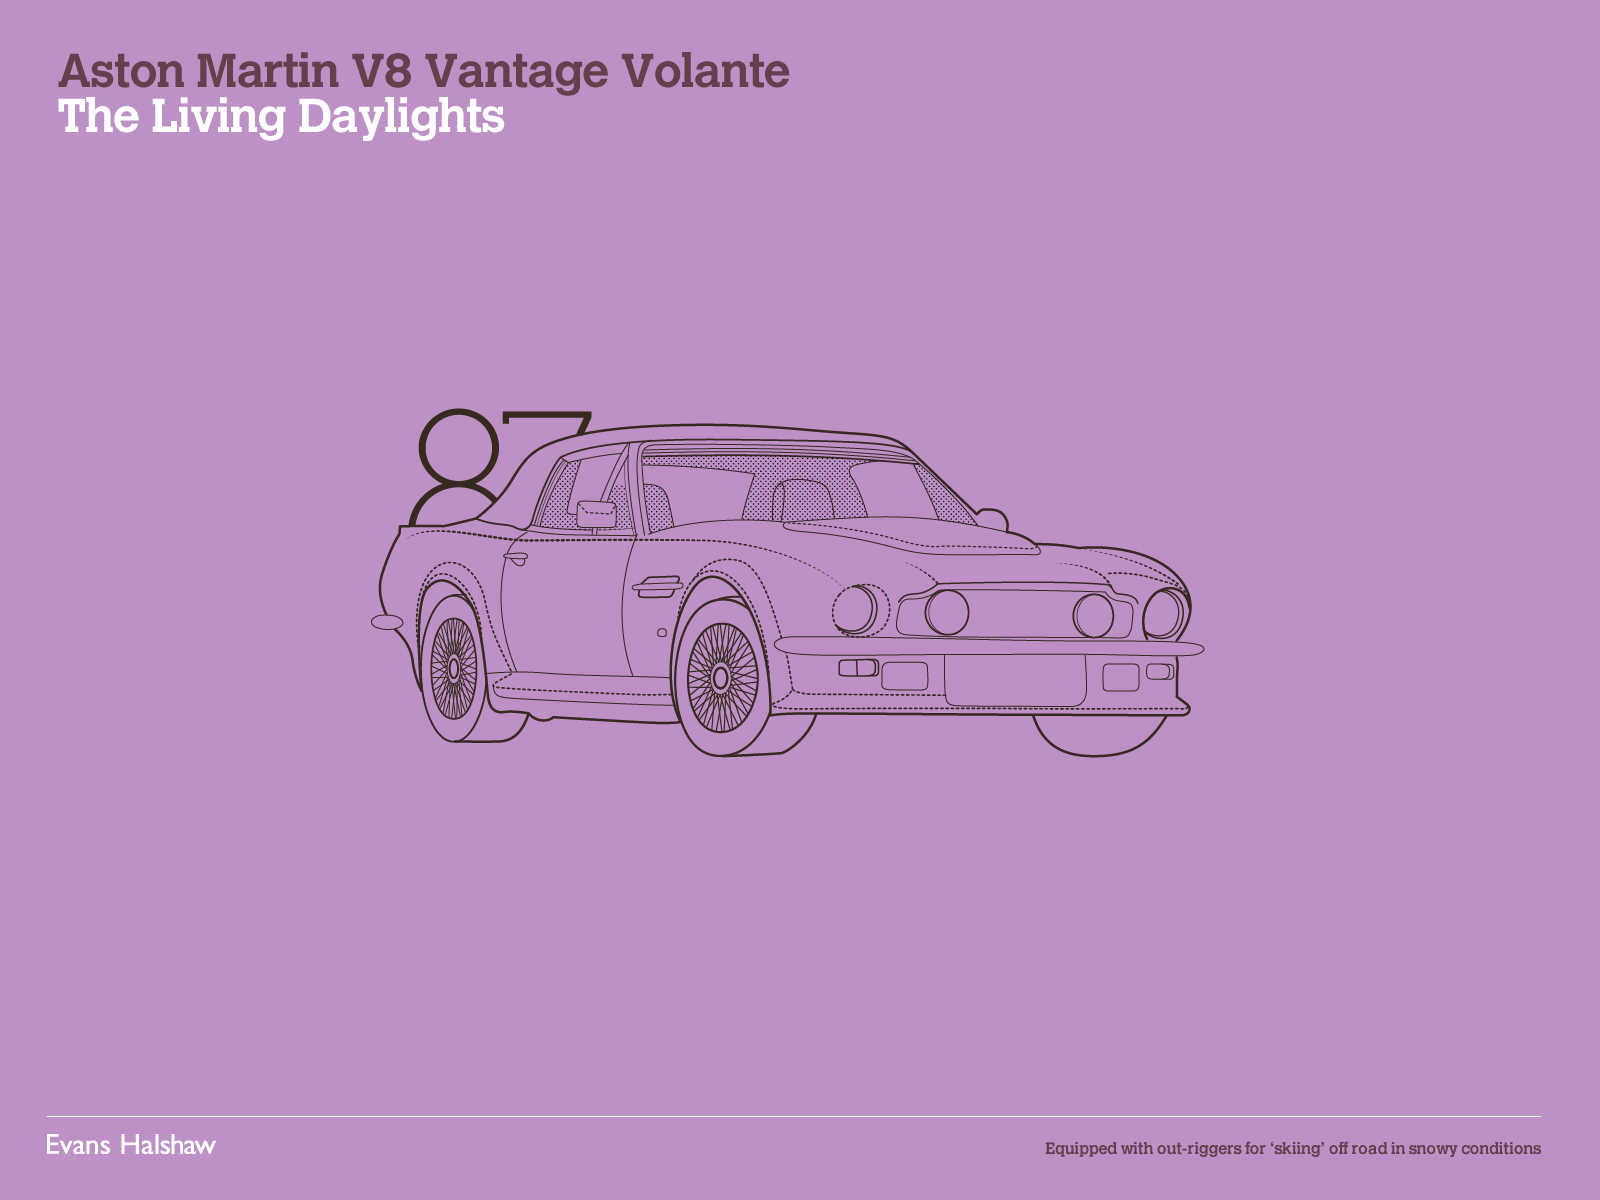 Aston Martin V8 Vantage Volante
The Living Daylights
87
Evans Halshaw
Equipped with out-riggers for ‘skiing’ off road in snowy conditions